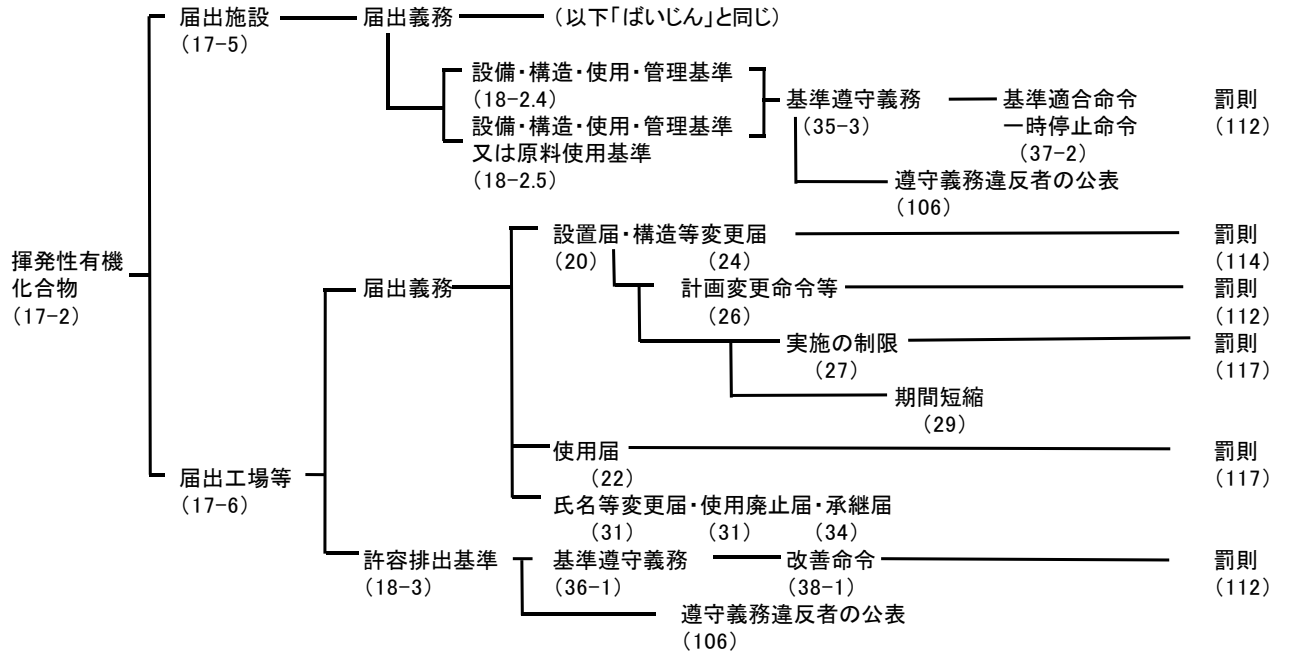 届出施設 届出義務 （以下「ばいじん」と同じ）
（17-5）
設備・構造・使用・管理基準
（18-2.4） 基準遵守義務 基準適合命令 罰則
設備・構造・使用・管理基準 （35-3） 一時停止命令 （112）
又は原料使用基準 （37-2）
（18-2.5） 遵守義務違反者の公表
（106）
設置届・構造等変更届 罰則
（20） （24） （114）
揮発性有機
化合物
（17-2）
届出義務 計画変更命令等 罰則
（26） （112）
実施の制限 罰則
（27） （117）
期間短縮
（29）
使用届 罰則
（22） （117）
届出工場等
（17-6）
氏名等変更届・使用廃止届・承継届
（31） （31） （34）
許容排出基準 基準遵守義務 改善命令 罰則
（18-3） （36-1） （38-1） （112）
遵守義務違反者の公表
（106）